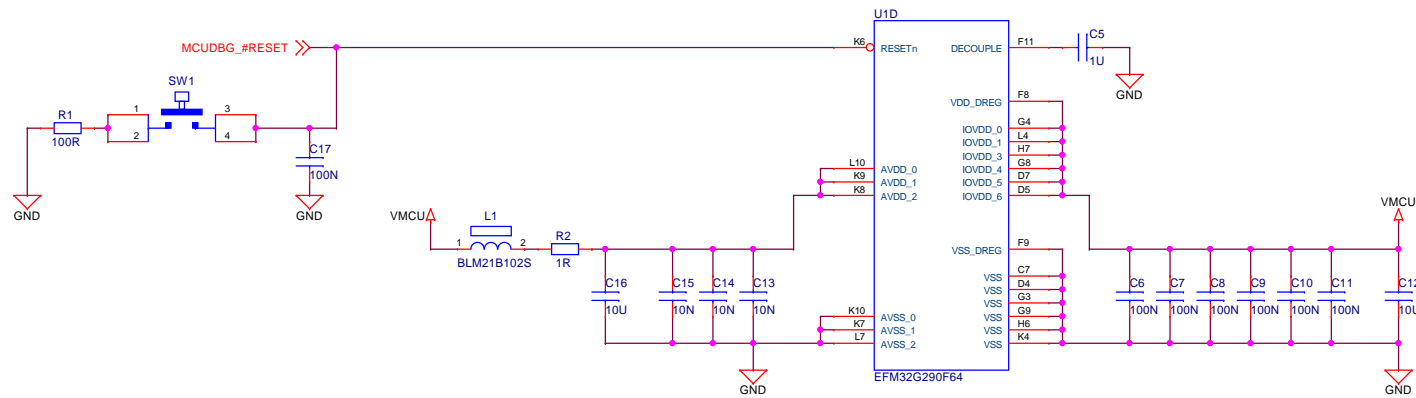 U1D
MCUDBG_#RESET
K6
RESETn
DECOUPLE
F11
C5
1U
GND
SW1
R1
100R
1
2
3
4
C17
100N
GND
GND
VDD_DREG
F8
IOVDD_0
G4
IOVDD_1
L4
IOVDD_3
H7
IOVDD_4
G8
IOVDD_5
D7
IOVDD_6
D5
L10
AVDD_0
K9
AVDD_1
K8
AVDD_2
VMCU
L1
1
2
BLM21B102S
R2
1R
VMCU
VSS_DREG
F9
VSS
C7
VSS
D4
VSS
G3
VSS
G9
VSS
H6
VSS
K4
C16
10U
C15
10N
C14
10N
C13
10N
K10
AVSS_0
K7
AVSS_1
L7
AVSS_2
GND
EFM32G290F64
C6
100N
C7
100N
C8
100N
C9
100N
C10
100N
C11
100N
C12
10U
GND